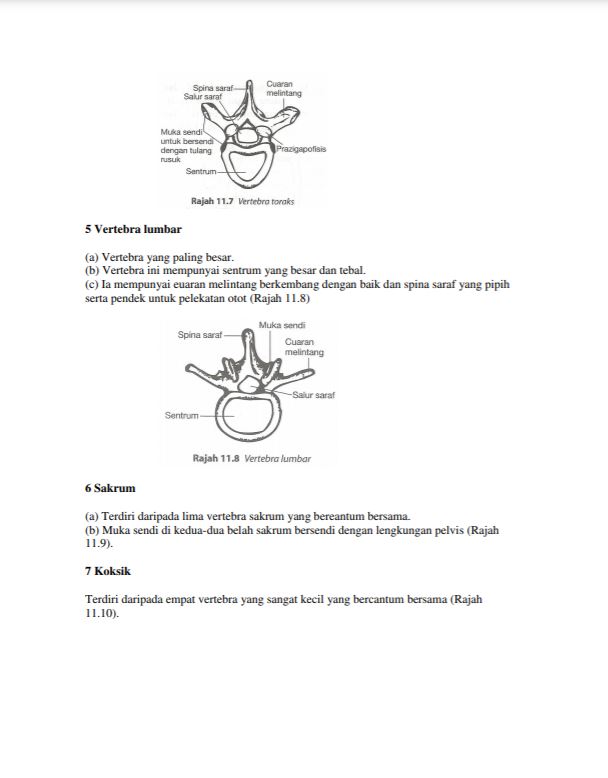 Spina saraf
Cuaran
melintang
Salur saraf
Muka sendi
untuk bersendi
dengan tulang
rusuk
Prazigapofisis
Sentrum
Rajah 11.7 Vertebra toraks
5 Vertebra lumbar
(a) Vertebra yang paling besar.
(b) Vertebra ini mempunyai sentrum yang besar dan tebal.
(c) Ia mempunyai euaran melintang berkembang dengan baik dan spina saraf yang pipih
serta pendek untuk pelekatan otot (Rajah 11.8)
Muka sendi
Spina saraf
Cuaran
melintang
Salur saraf
Sentrum
Rajah 11.8 Vertebra lumbar
6 Sakrum
(a) Terdiri daripada lima vertebra sakrum yang bereantum bersama.
(b) Muka sendi di kedua-dua belah sakrum bersendi dengan lengkungan pelvis (Rajah
11.9).
7 Koksik
Terdiri daripada empat vertebra yang sangat kecil yang bercantum bersama (Rajah
11.10).